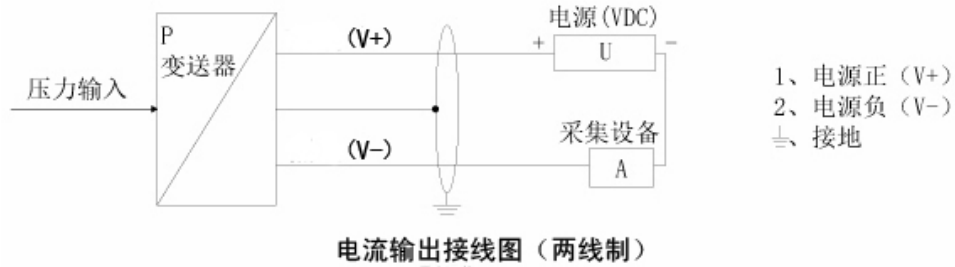 电源(VDC)
P
(V+)
+
U
−
变送器
压力输入
1、电源正（V+）
2、电源负（V-）
⏚、接地
采集设备
(V-)
A
电流输出接线图（两线制）